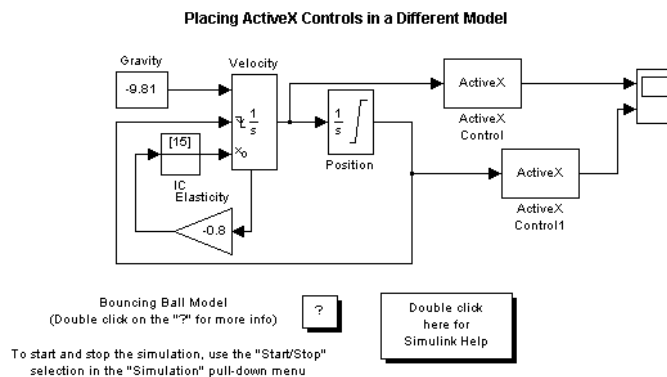 Placing ActiveX Controls in a Different Model
Gravity
Velocity
-9.81
1
s
x₀
[15]
IC
Elasticity
-0.8
1
s
Position
ActiveX
ActiveX
Control
ActiveX
ActiveX
Control1
Bouncing Ball Model
(Double click on the "?" for more info)
?
Double click
here for
Simulink Help
To start and stop the simulation, use the "Start/Stop"
selection in the "Simulation" pull-down menu